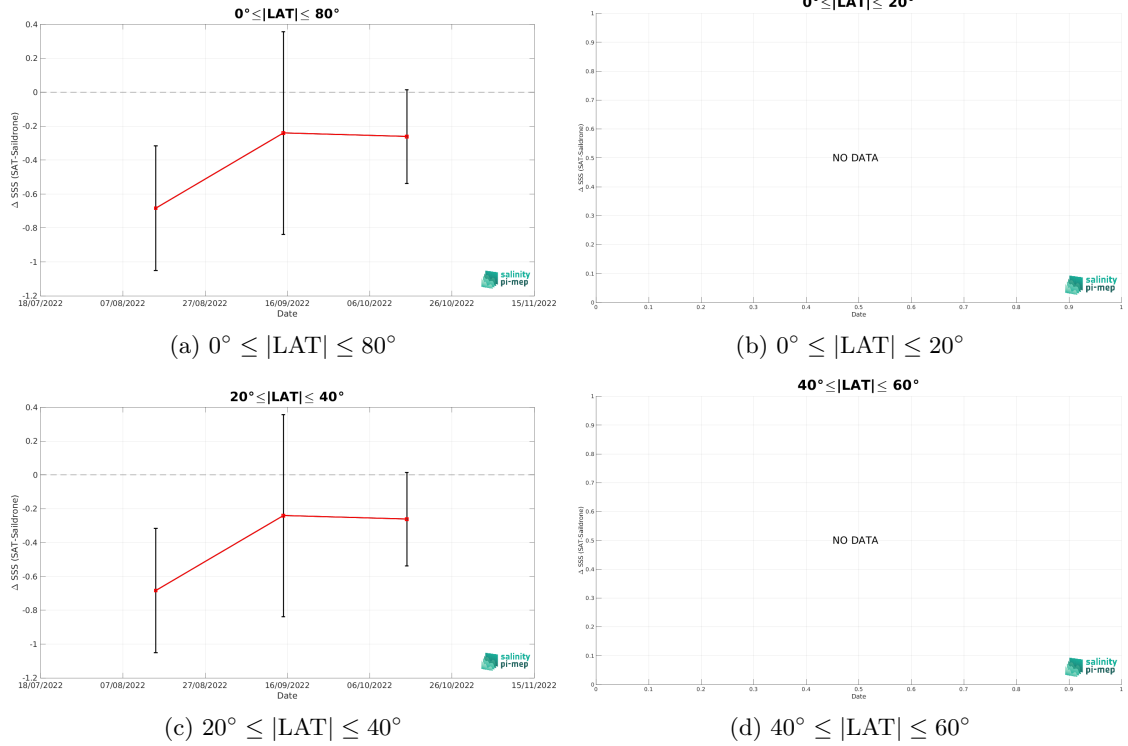 0°≤|LAT|≤ 80°
0.4
0.2
0
-0.2
-0.4
-0.6
-0.8
-1
-1.2
Δ SSS (SAT-Saildrone)
18/07/2022 07/08/2022 27/08/2022 16/09/2022 06/10/2022 26/10/2022 15/11/2022
Date
salinity
pi-mep
(a) 0° ≤ |LAT| ≤ 80°
0°≤|LAT|≤ 20°
1
0.9
0.8
0.7
0.6
0.5
0.4
0.3
0.2
0.1
0
Δ SSS (SAT-Saildrone)
NO DATA
0 0.1 0.2 0.3 0.4 0.5 0.6 0.7 0.8 0.9 1
Date
salinity
pi-mep
(b) 0° ≤ |LAT| ≤ 20°
20°≤|LAT|≤ 40°
0.4
0.2
0
-0.2
-0.4
-0.6
-0.8
-1
-1.2
Δ SSS (SAT-Saildrone)
18/07/2022 07/08/2022 27/08/2022 16/09/2022 06/10/2022 26/10/2022 15/11/2022
Date
salinity
pi-mep
(c) 20° ≤ |LAT| ≤ 40°
40°≤|LAT|≤ 60°
1
0.9
0.8
0.7
0.6
0.5
0.4
0.3
0.2
0.1
0
Δ SSS (SAT-Saildrone)
NO DATA
0 0.1 0.2 0.3 0.4 0.5 0.6 0.7 0.8 0.9 1
Date
salinity
pi-mep
(d) 40° ≤ |LAT| ≤ 60°